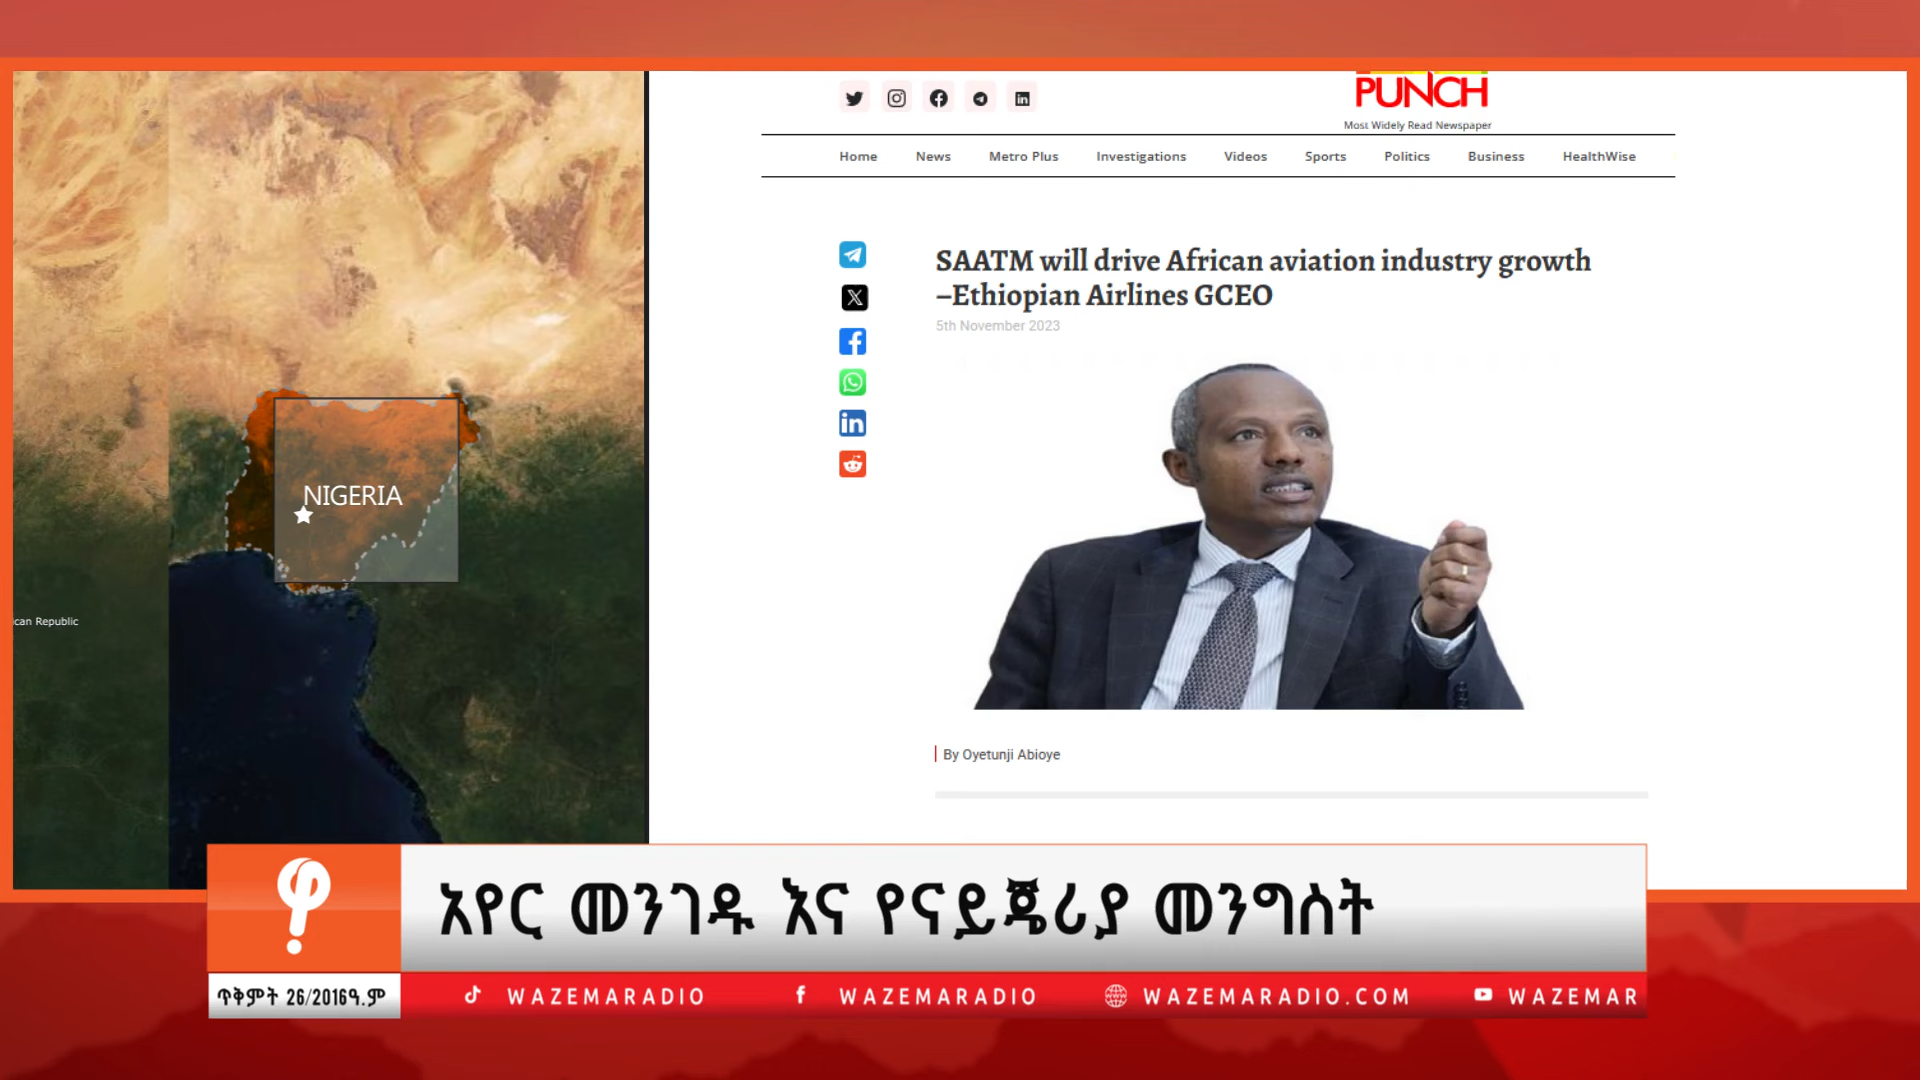 PUNCH
Most Widely Read Newspaper
Home News Metro Plus Investigations Videos Sports Politics Business HealthWise
SAATM will drive African aviation industry growth
–Ethiopian Airlines GCEO
5th November 2023
NIGERIA
can Republic
By Oyetunji Abioye
አየር መንገዱ እና የናይጄሪያ መንግስት
ጥቅምት 26/2016ዓ.ም
WAZEMARADIO WAZEMARADIO WAZEMARADIO.COM WAZEMAR